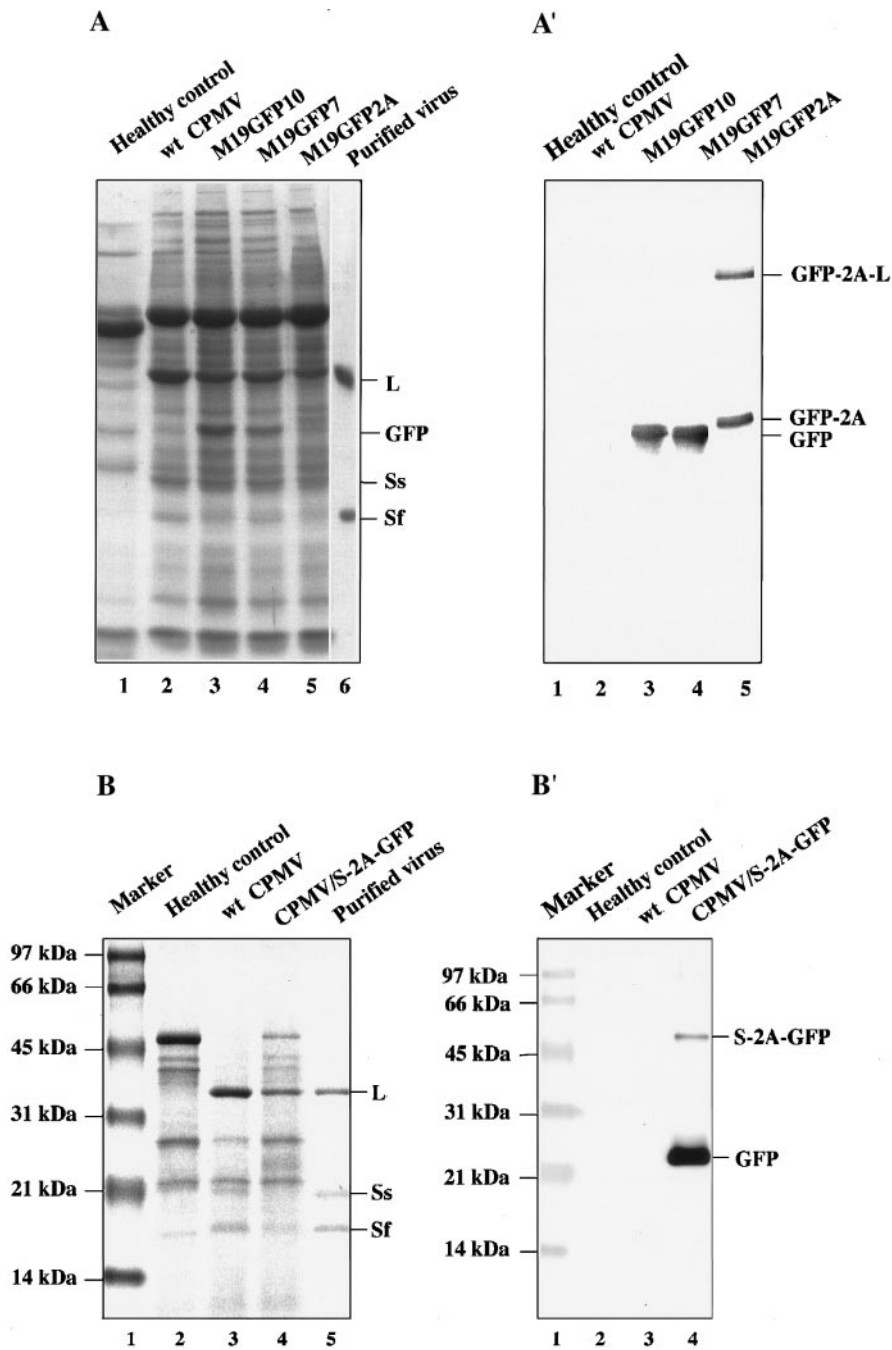 A
Healthy control
wt CPMV
M19GFP10
M19GFP7
M19GFP2A
Purified virus
L
GFP
Ss
Sf
1 2 3 4 5 6
A'
Healthy control
wt CPMV
M19GFP10
M19GFP7
M19GFP2A
GFP-2A-L
GFP-2A
GFP
1 2 3 4 5
B
Marker
Healthy control
wt CPMV
CPMV/S-2A-GFP
Purified virus
97 kDa
66 kDa
45 kDa
31 kDa
21 kDa
14 kDa
L
Ss
Sf
1 2 3 4 5
B'
Marker
Healthy control
wt CPMV
CPMV/S-2A-GFP
97 kDa
66 kDa
45 kDa
31 kDa
21 kDa
14 kDa
S-2A-GFP
GFP
1 2 3 4